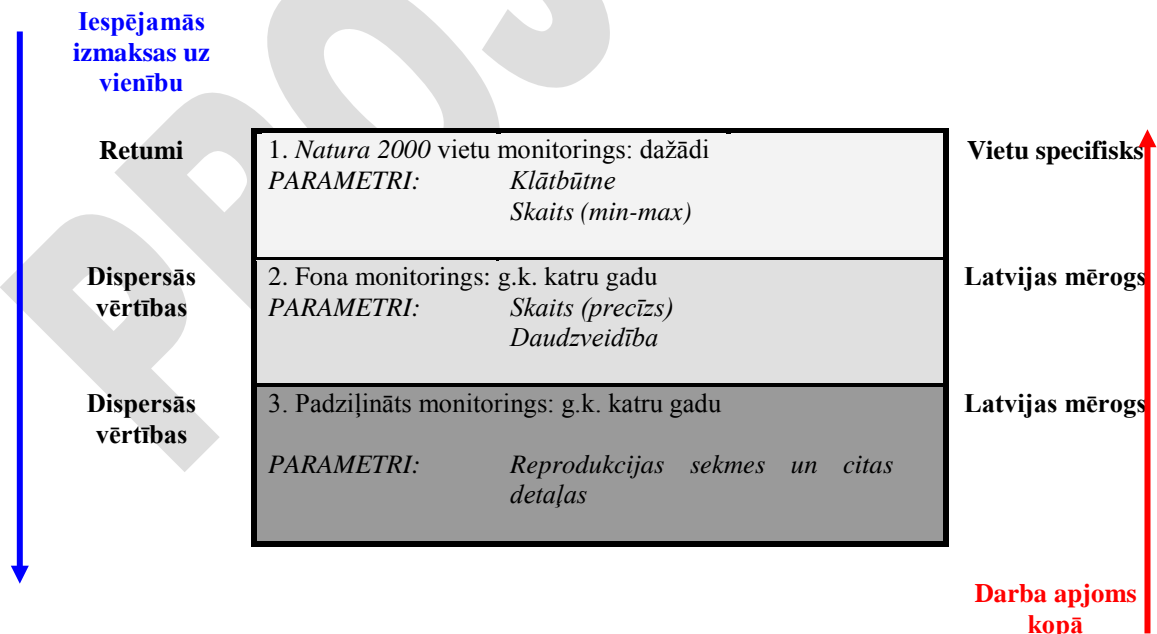 Iespējamās
izmaksas uz
vienību
Retumi
1. Natura 2000 vietu monitorings: dažādi
PARAMETRI: Klātbūtne
Skaits (min-max)
Vietu specifisks
Dispersās
vērtības
2. Fona monitorings: g.k. katru gadu
PARAMETRI: Skaits (precīzs)
Daudzveidība
Latvijas mērogs
Dispersās
vērtības
3. Padziļināts monitorings: g.k. katru gadu
PARAMETRI: Reprodukcijas sekmes un citas
detaļas
Latvijas mērogs
Darba apjoms
kopā